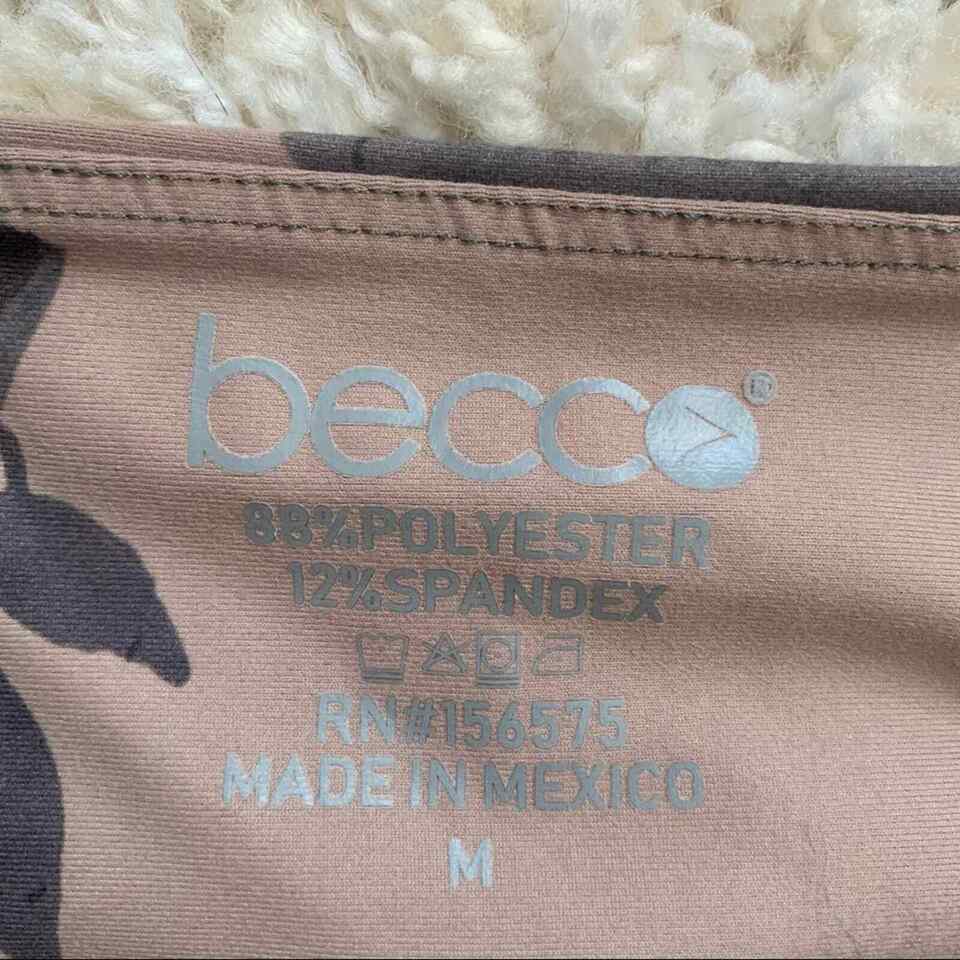 becco®
88%POLYESTER
12%SPANDEX
RN#156575
MADE IN MEXICO
M